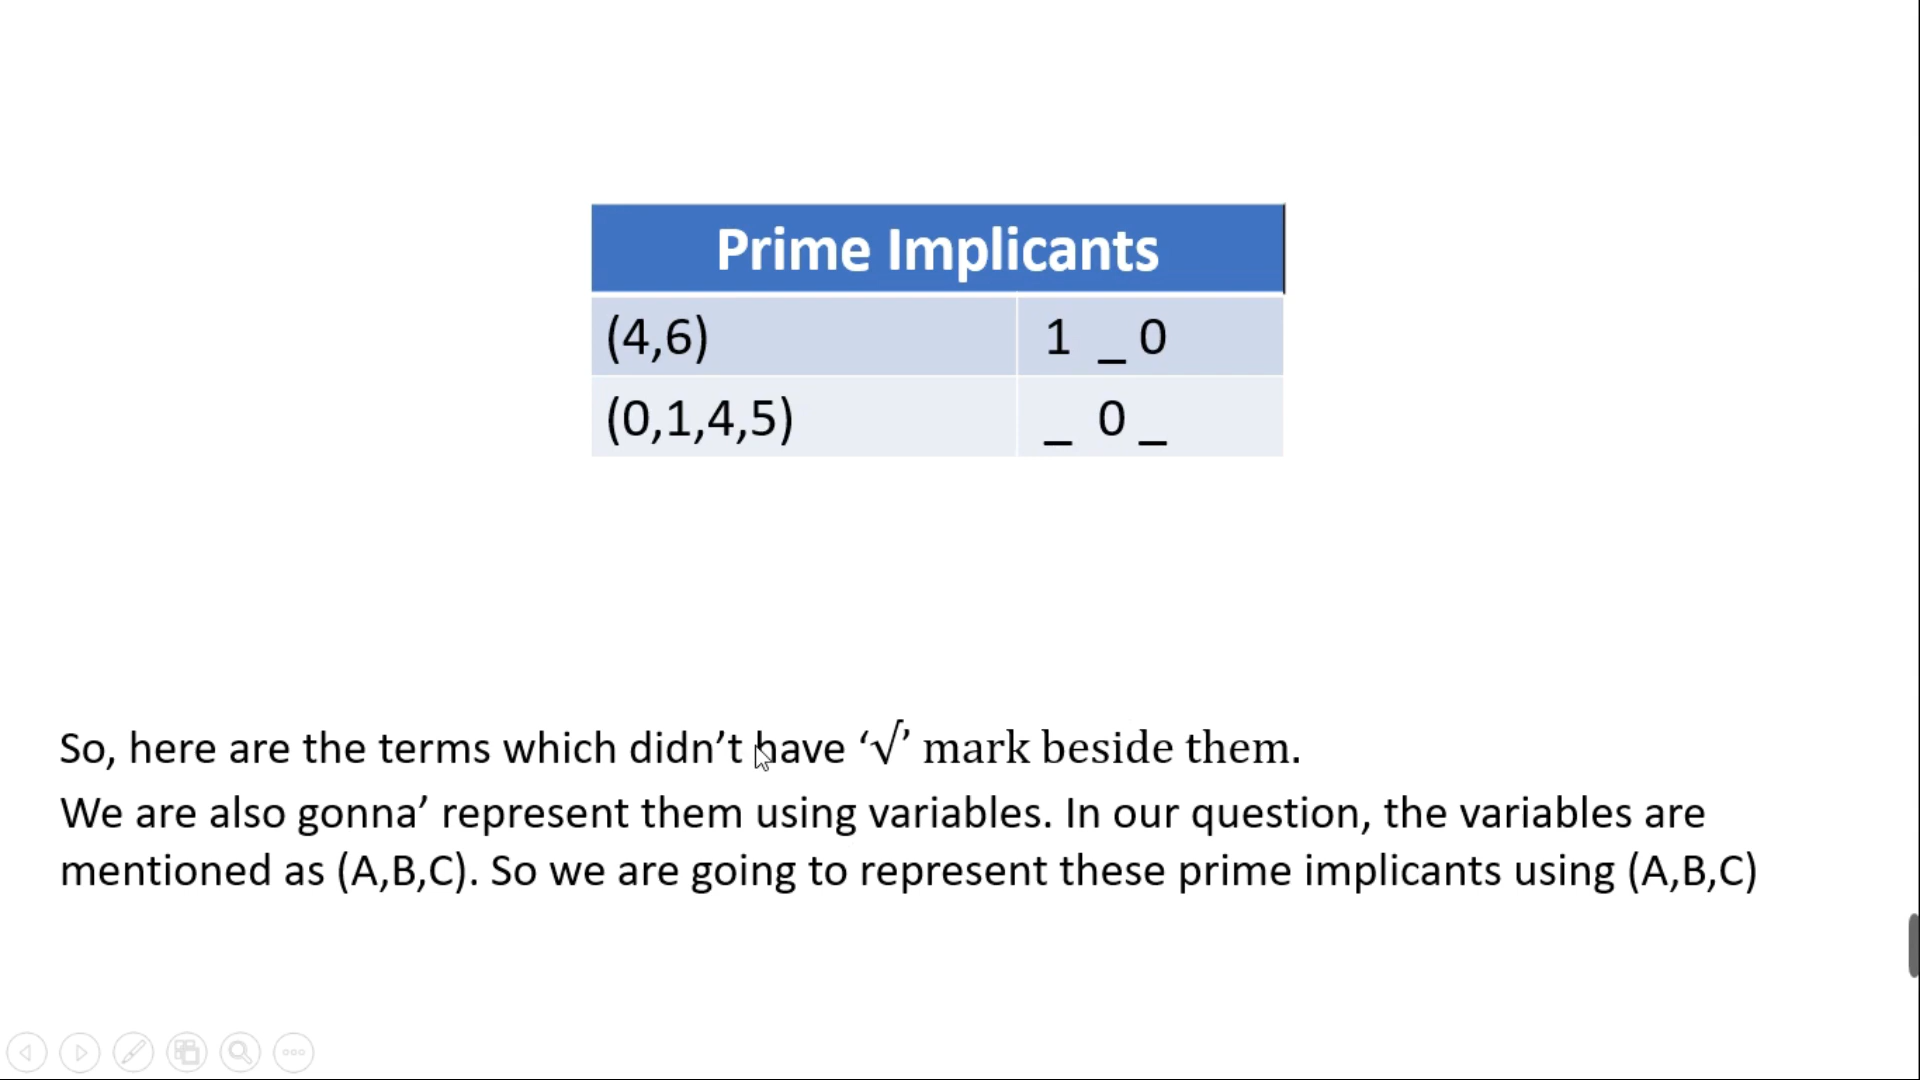 Prime Implicants
(4,6) 1 _ 0
(0,1,4,5) _ 0 _
So, here are the terms which didn’t have ‘√’ mark beside them.
We are also gonna’ represent them using variables. In our question, the variables are
mentioned as (A,B,C). So we are going to represent these prime implicants using (A,B,C)